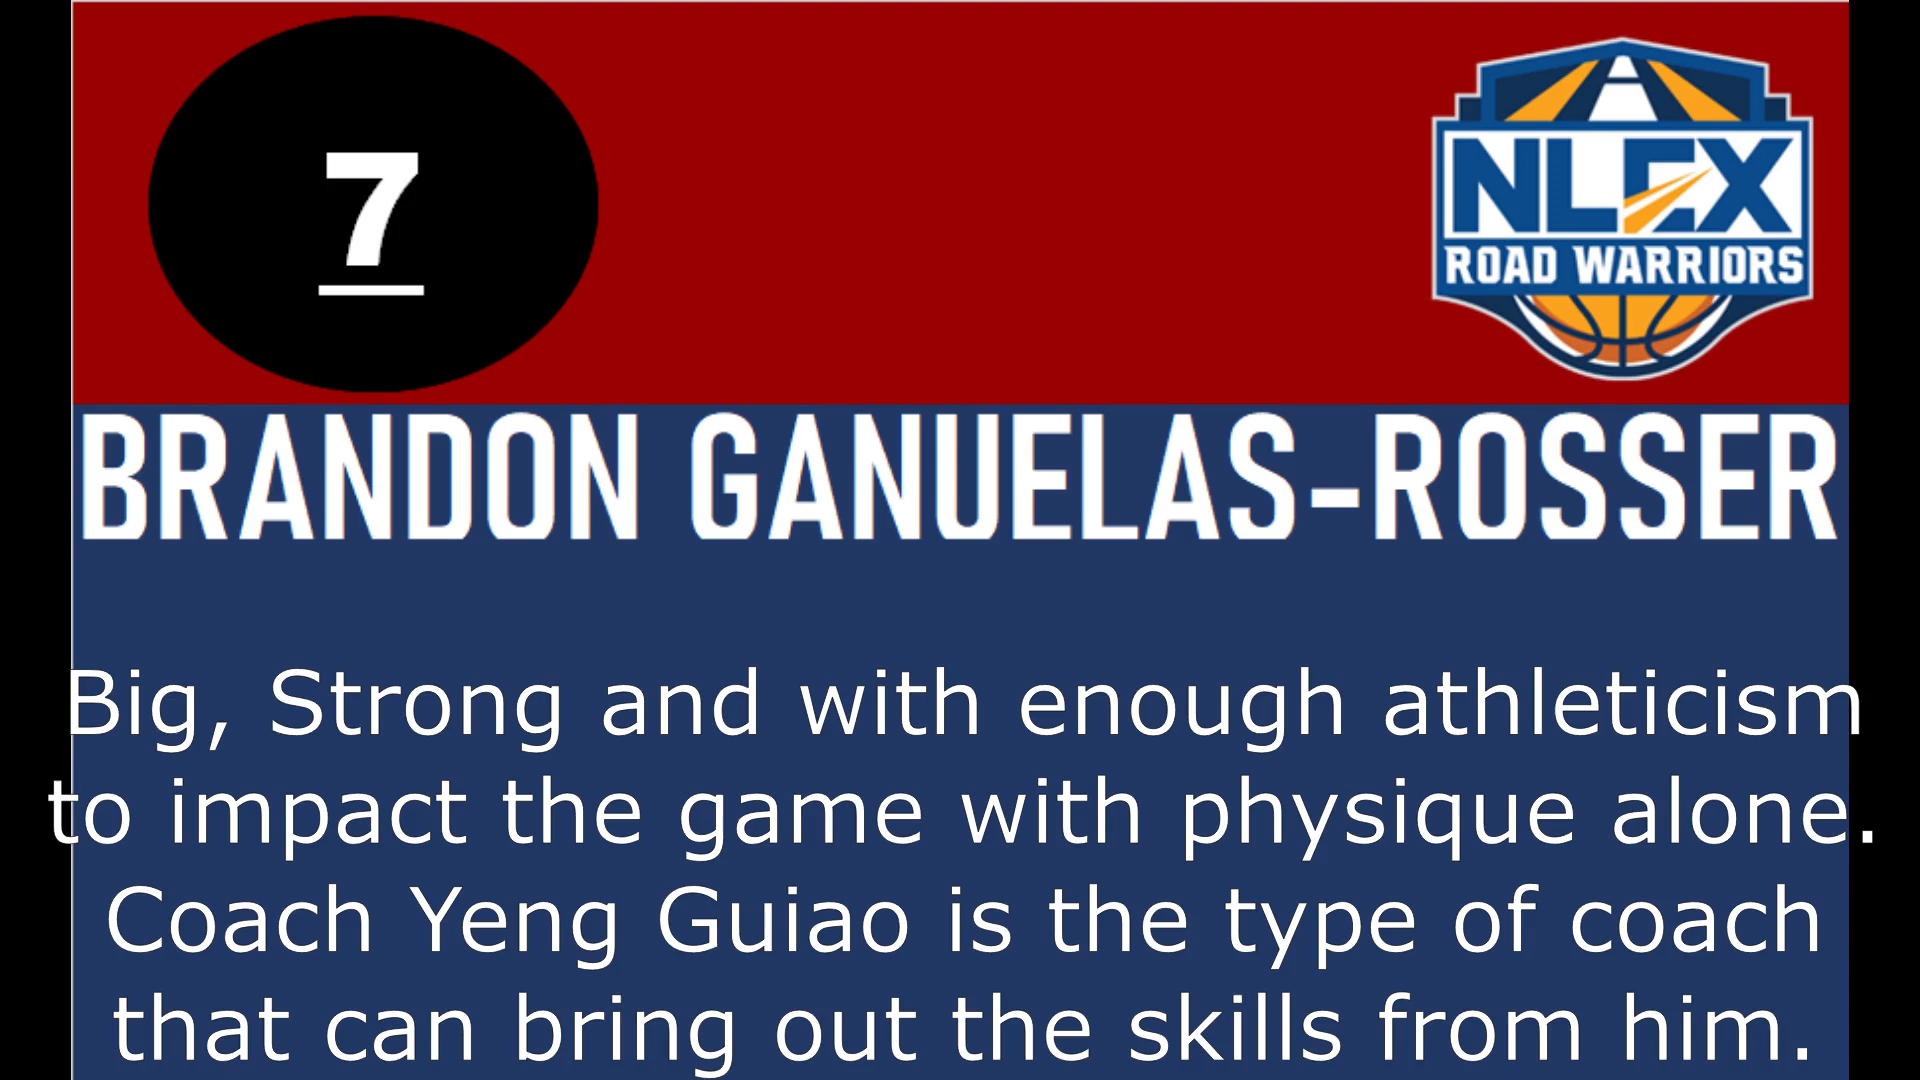 7
NLEX
ROAD WARRIORS
BRANDON GANUELAS-ROSSER
Big, Strong and with enough athleticism
to impact the game with physique alone.
Coach Yeng Guiao is the type of coach
that can bring out the skills from him.